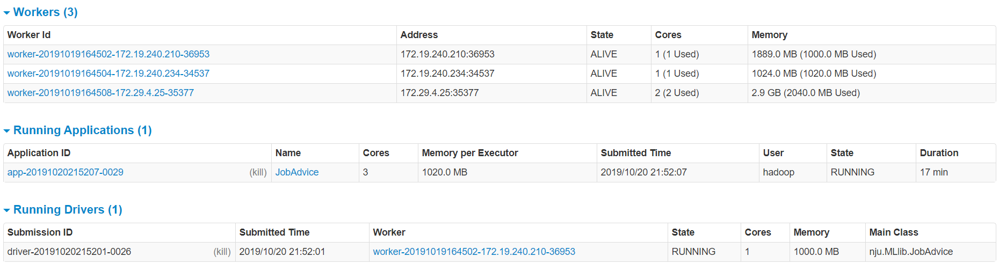 Workers (3)
Worker Id Address State Cores Memory
worker-20191019164502-172.19.240.210-36953 172.19.240.210:36953 ALIVE 1 (1 Used) 1889.0 MB (1000.0 MB Used)
worker-20191019164504-172.19.240.234-34537 172.19.240.234:34537 ALIVE 1 (1 Used) 1024.0 MB (1020.0 MB Used)
worker-20191019164508-172.29.4.25-35377 172.29.4.25:35377 ALIVE 2 (2 Used) 2.9 GB (2040.0 MB Used)
Running Applications (1)
Application ID Name Cores Memory per Executor Submitted Time User State Duration
app-20191020215207-0029 (kill) JobAdvice 3 1020.0 MB 2019/10/20 21:52:07 hadoop RUNNING 17 min
Running Drivers (1)
Submission ID Submitted Time Worker State Cores Memory Main Class
driver-20191020215201-0026 (kill) 2019/10/20 21:52:01 worker-20191019164502-172.19.240.210-36953 RUNNING 1 1000.0 MB nju.MLlib.JobAdvice